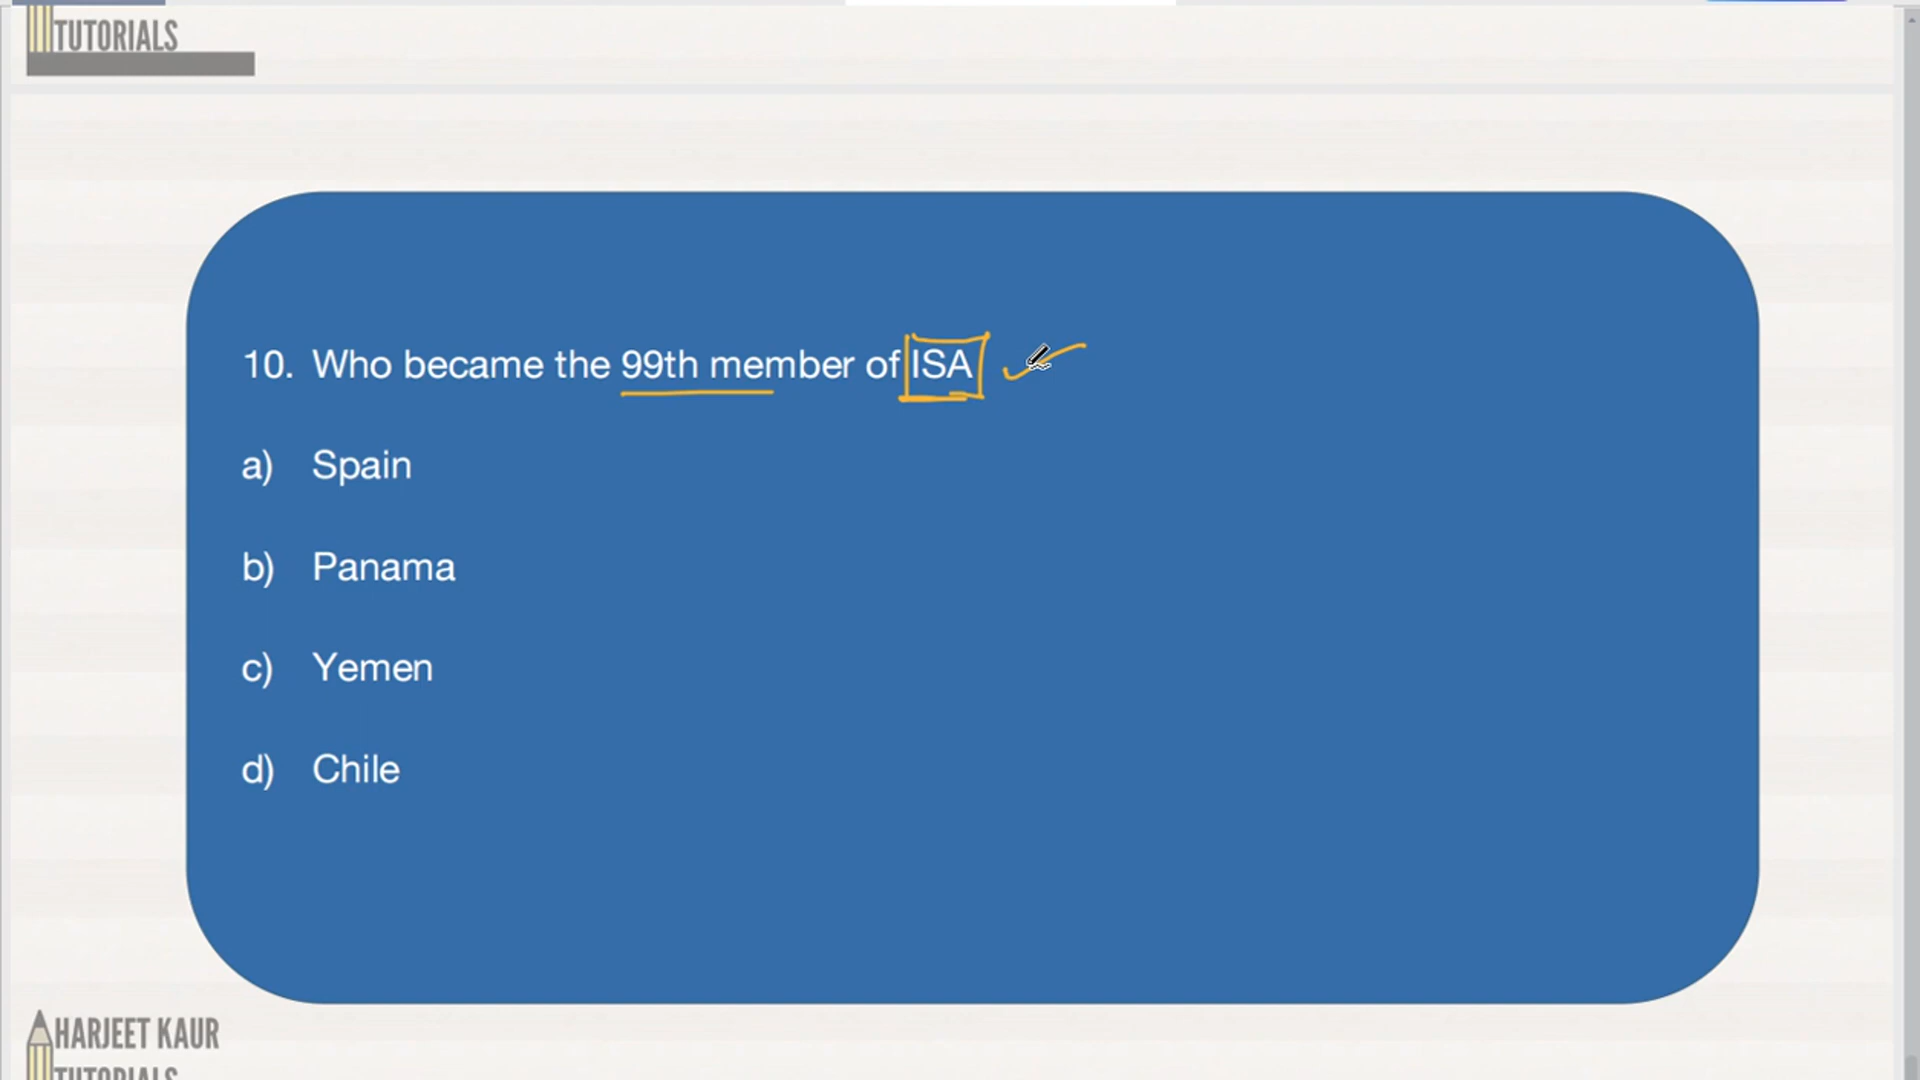 TUTORIALS
10. Who became the 99th member of ISA
a) Spain
b) Panama
c) Yemen
d) Chile
HARJEET KAUR
TUTORIALS